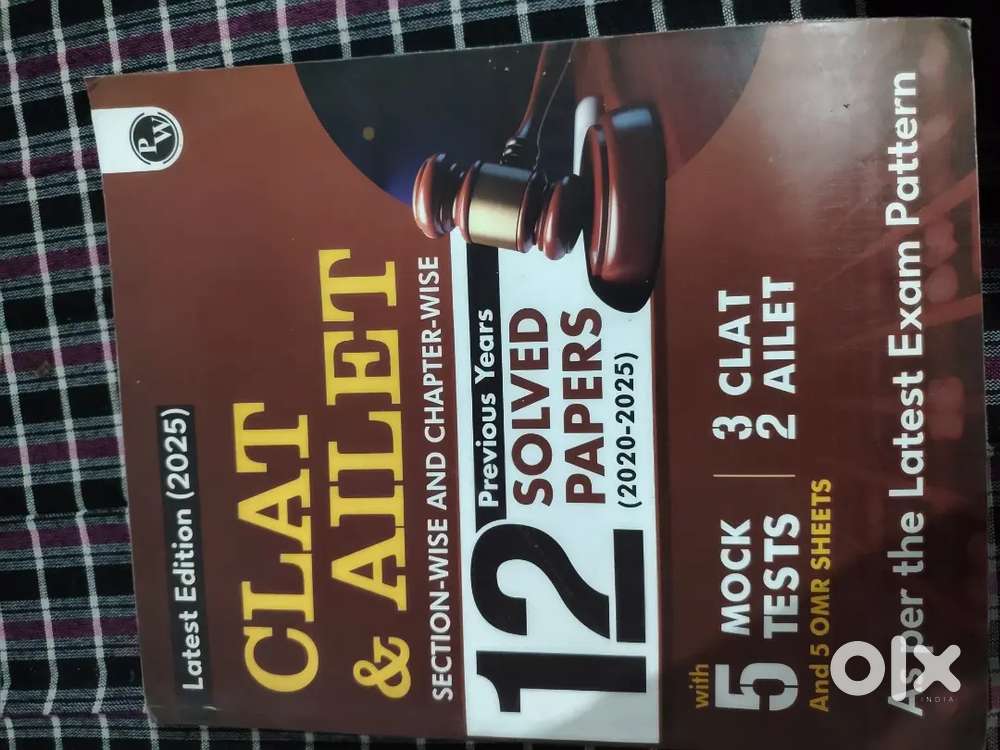 PW
Latest Edition (2025)
CLAT
& AILET
SECTION-WISE AND CHAPTER-WISE
12
Previous Years
SOLVED
PAPERS
(2020-2025)
with
5
MOCK
TESTS
3 CLAT
2 AILET
And 5 OMR SHEETS
As per the Latest Exam Pattern
OLX
INDIA